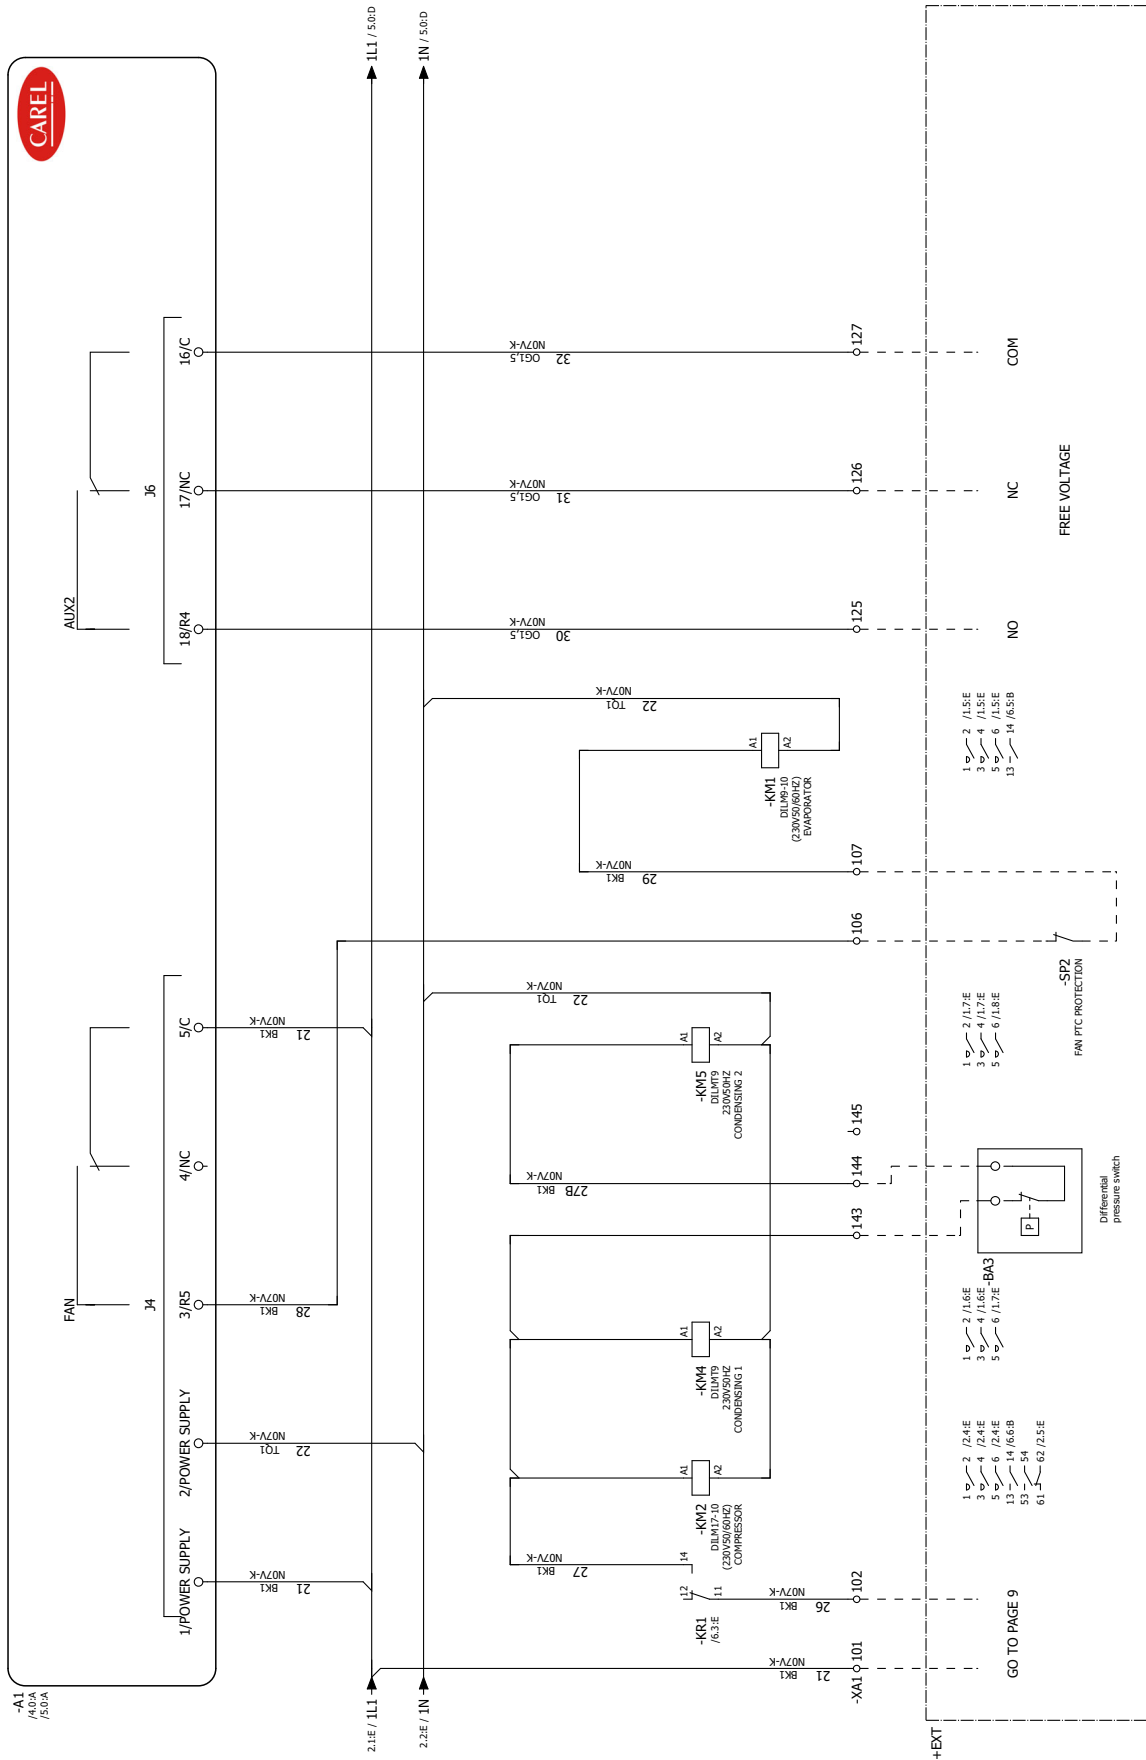 -A1
/4.0:A
/5.0:A
CAREL
FAN
AUX2
J4
J6
1/POWER SUPPLY
2/POWER SUPPLY
3/R5
4/NC
5/C
18/R4
17/NC
16/C
BK1 N07V-K 21
TQ1 N07V-K 22
BK1 N07V-K 28
BK1 N07V-K 21
2.1:E / 1L1
1L1 / 5.0:D
2.2:E / 1N
1N / 5.0:D
BK1 N07V-K 27
BK1 N07V-K 27B
TQ1 N07V-K 22
BK1 N07V-K 29
TQ1 N07V-K 22
OG1,5 N07V-K 30
OG1,5 N07V-K 31
OG1,5 N07V-K 32
-KR1
/6.3:E
12
14
11
-KM2
DILM17-10
(230V50/60HZ)
COMPRESSOR
A1
A2
-KM4
DILMT9
230V50HZ
CONDENSING 1
A1
A2
-KM5
DILMT9
230V50HZ
CONDENSING 2
A1
A2
-KM1
DILM9-10
(230V50/60HZ)
EVAPORATOR
A1
A2
BK1 N07V-K 21
BK1 N07V-K 26
-XA1
101
102
143
144
145
106
107
125
126
127
+EXT
GO TO PAGE 9
1 2 /2.4:E
3 4 /2.4:E
5 6 /2.4:E
13 14 /6.6:B
53 54
61 62 /2.5:E
1 2 /1.6:E
3 4 /1.6:E
5 6 /1.7:E
-BA3
P
Differential
pressure switch
1 2 /1.7:E
3 4 /1.7:E
5 6 /1.8:E
-SP2
FAN PTC PROTECTION
1 2 /1.5:E
3 4 /1.5:E
5 6 /1.5:E
13 14 /6.5:B
NO
NC
COM
FREE VOLTAGE